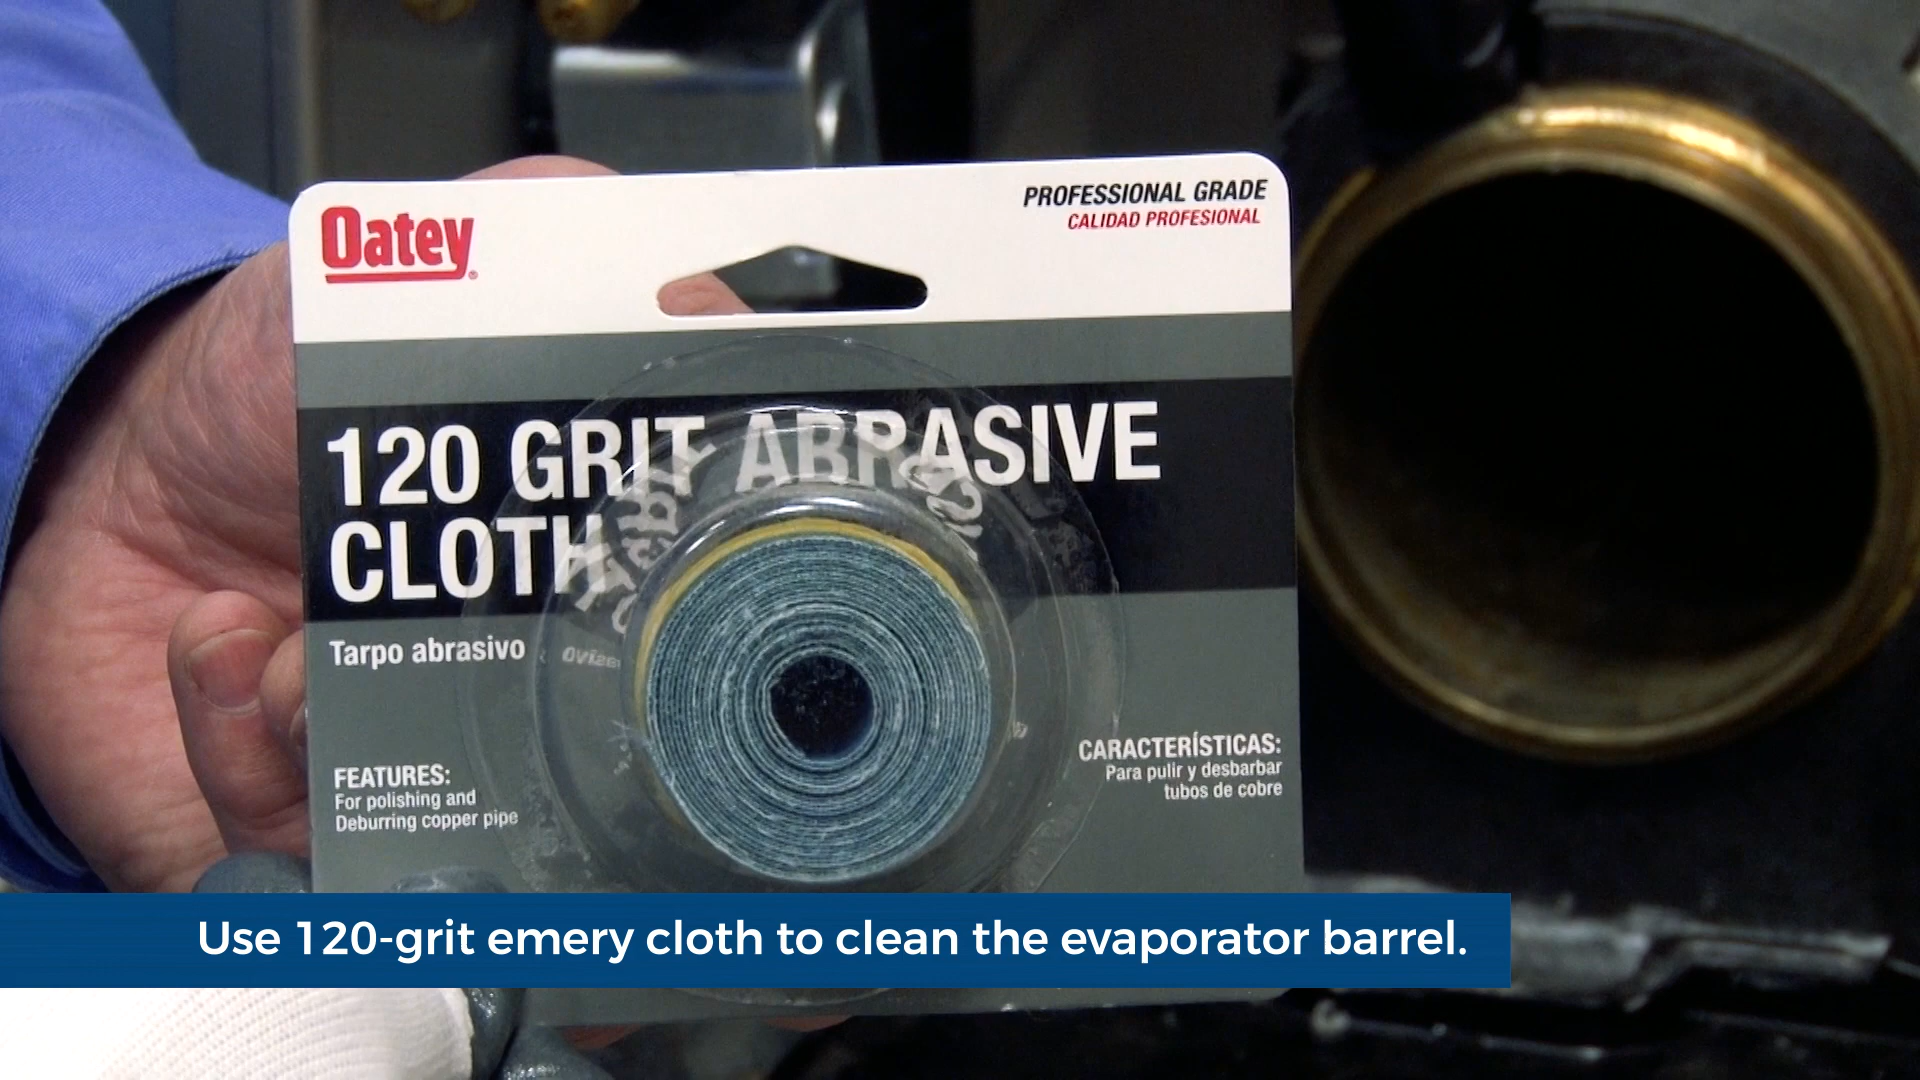 Oatey
PROFESSIONAL GRADE
CALIDAD PROFESIONAL
120 GRIT ABRASIVE
CLOTH
Tarpo abrasivo
FEATURES:
For polishing and
Deburring copper pipe
CARACTERÍSTICAS:
Para pulir y desbarbar
tubos de cobre
Use 120-grit emery cloth to clean the evaporator barrel.